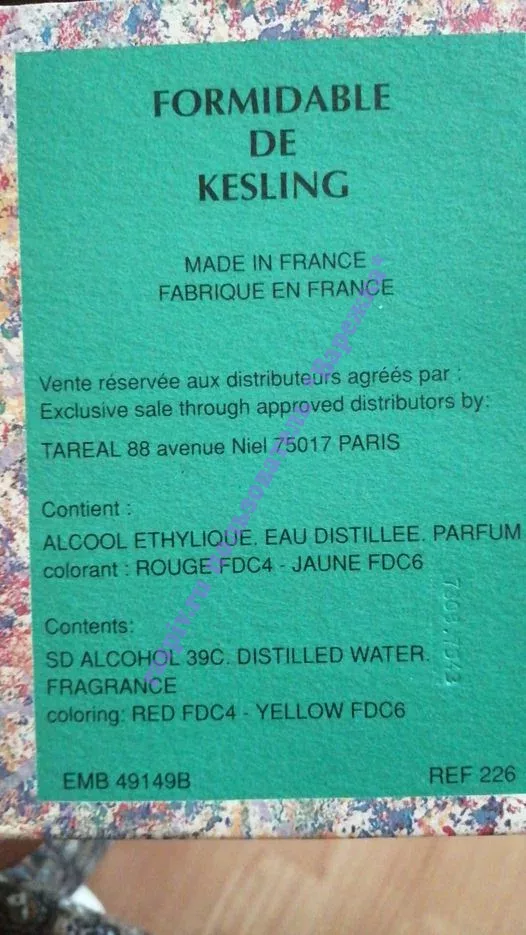 FORMIDABLE
DE
KESLING
MADE IN FRANCE
FABRIQUE EN FRANCE
Vente réservée aux distributeurs agréés par :
Exclusive sale through approved distributors by:
TAREAL 88 avenue Niel 75017 PARIS
Contient :
ALCOOL ETHYLIQUE. EAU DISTILLEE. PARFUM
colorant : ROUGE FDC4 - JAUNE FDC6
Contents:
SD ALCOHOL 39C. DISTILLED WATER.
FRAGRANCE
coloring: RED FDC4 - YELLOW FDC6
EMB 49149B
REF 226